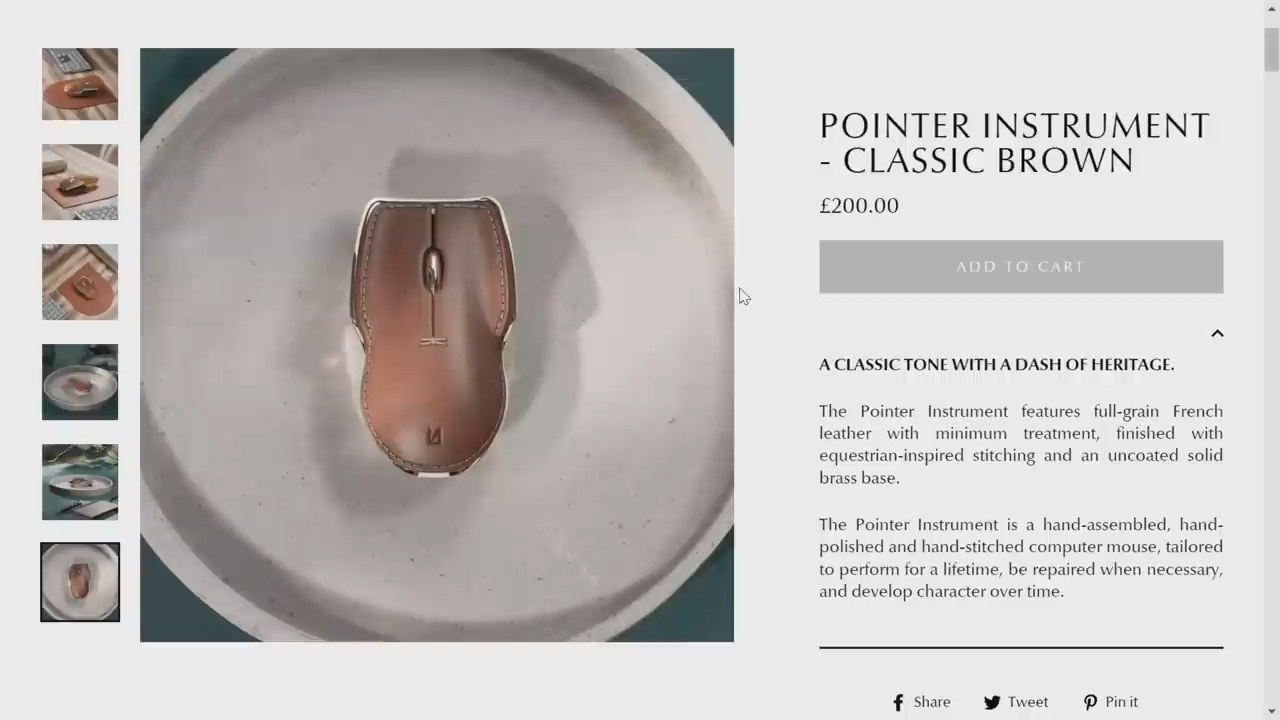 POINTER INSTRUMENT
- CLASSIC BROWN
£200.00
ADD TO CART
A CLASSIC TONE WITH A DASH OF HERITAGE.
The Pointer Instrument features full-grain French
leather with minimum treatment, finished with
equestrian-inspired stitching and an uncoated solid
brass base.
The Pointer Instrument is a hand-assembled, hand-
polished and hand-stitched computer mouse, tailored
to perform for a lifetime, be repaired when necessary,
and develop character over time.
Share Tweet Pin it